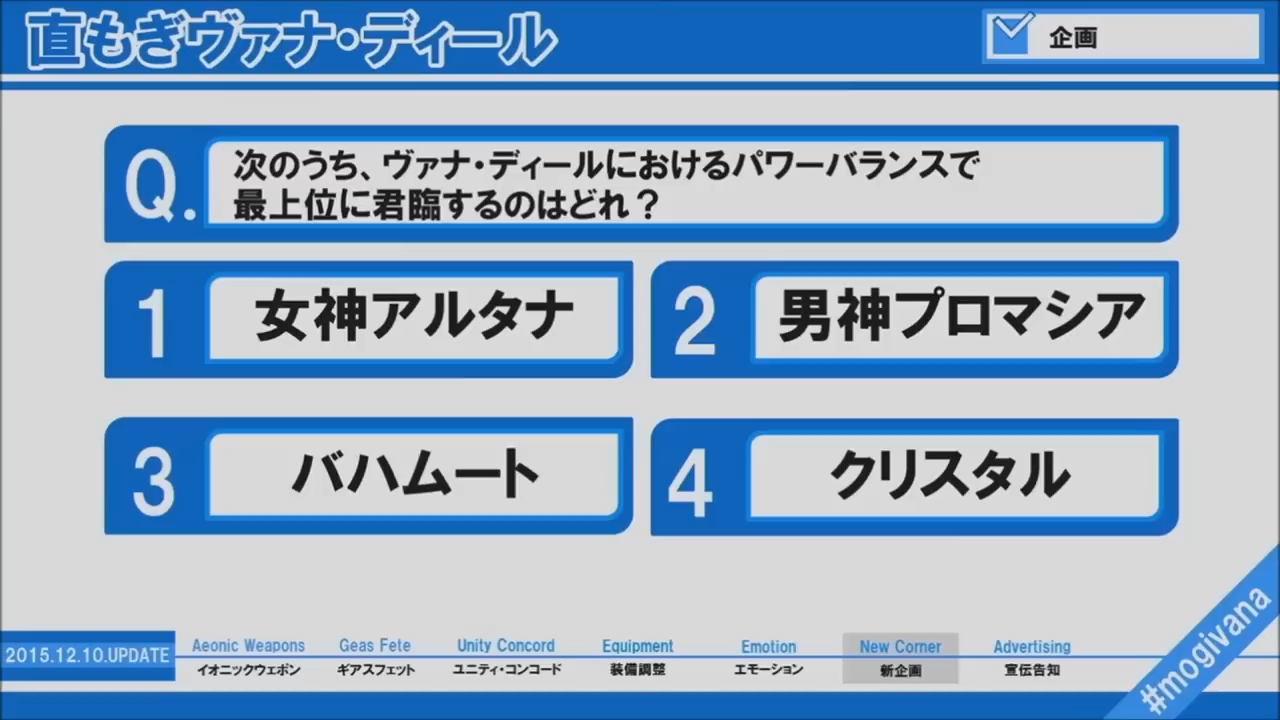 直もぎヴァナ・ディール
企画
Q.
次のうち、ヴァナ・ディールにおけるパワーバランスで
最上位に君臨するのはどれ？
1 女神アルタナ
2 男神プロマシア
3 バハムート
4 クリスタル
2015.12.10.UPDATE
Aeonic Weapons Geas Fete Unity Concord Equipment Emotion New Corner Advertising
イオニックウェポン ギアスフェット ユニティ・コンコード 装備調整 エモーション 新企画 宣伝告知
#mogivana